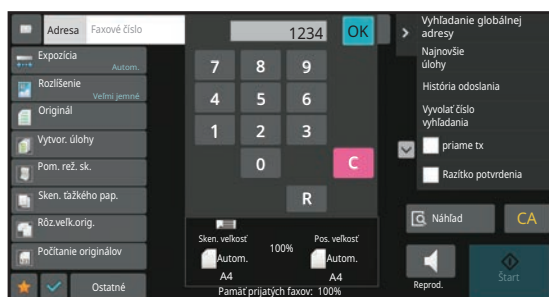 Adresa Faxové číslo
1234 OK
Expozícia
Autom.
Rozlíšenie
Veľmi jemné
Originál
Vytvor. úlohy
Pom. rež. sk.
Sken. ťažkého pap.
Rôz.veľk.orig.
Počítanie originálov
Ostatné
7 8 9
4 5 6
1 2 3
0 C
R
Sken. veľkosť 100% Pos. veľkosť
Autom. Autom.
A4 A4
Pamäť prijatých faxov: 100%
Vyhľadanie globálnej
adresy
Najnovšie
úlohy
História odoslania
Vyvolať číslo
vyhľadania
priame tx
Razítko potvrdenia
Náhľad CA
Reprod. Štart